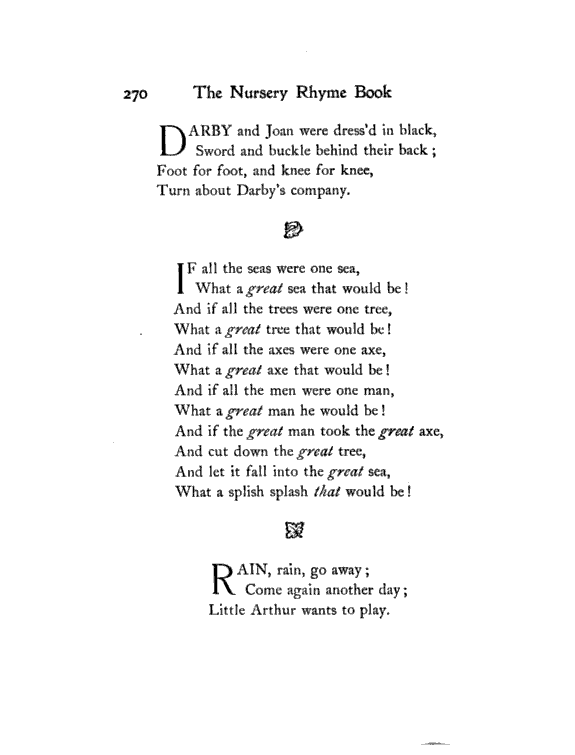 270 The Nursery Rhyme Book
DARBY and Joan were dress'd in black,
Sword and buckle behind their back ;
Foot for foot, and knee for knee,
Turn about Darby's company.
IF all the seas were one sea,
What a great sea that would be !
And if all the trees were one tree,
What a great tree that would be !
And if all the axes were one axe,
What a great axe that would be !
And if all the men were one man,
What a great man he would be !
And if the great man took the great axe,
And cut down the great tree,
And let it fall into the great sea,
What a splish splash that would be !
RAIN, rain, go away ;
Come again another day ;
Little Arthur wants to play.